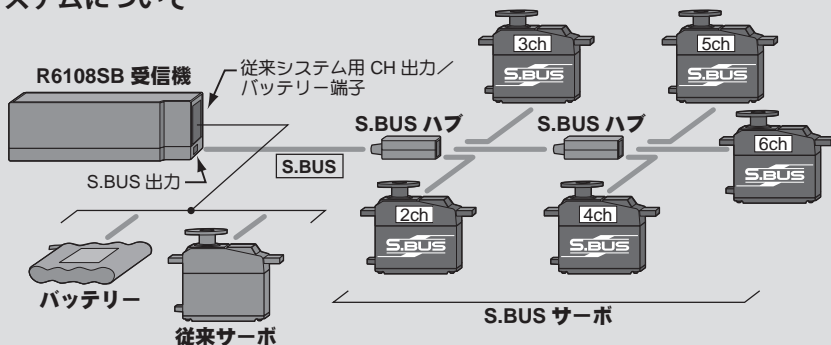 ステムについて
R6108SB 受信機
従来システム用 CH 出力／
バッテリー端子
S.BUS 出力
S.BUS
S.BUS ハブ
S.BUS ハブ
3ch
S.BUS
5ch
S.BUS
6ch
S.BUS
2ch
S.BUS
4ch
S.BUS
バッテリー
従来サーボ
S.BUS サーボ